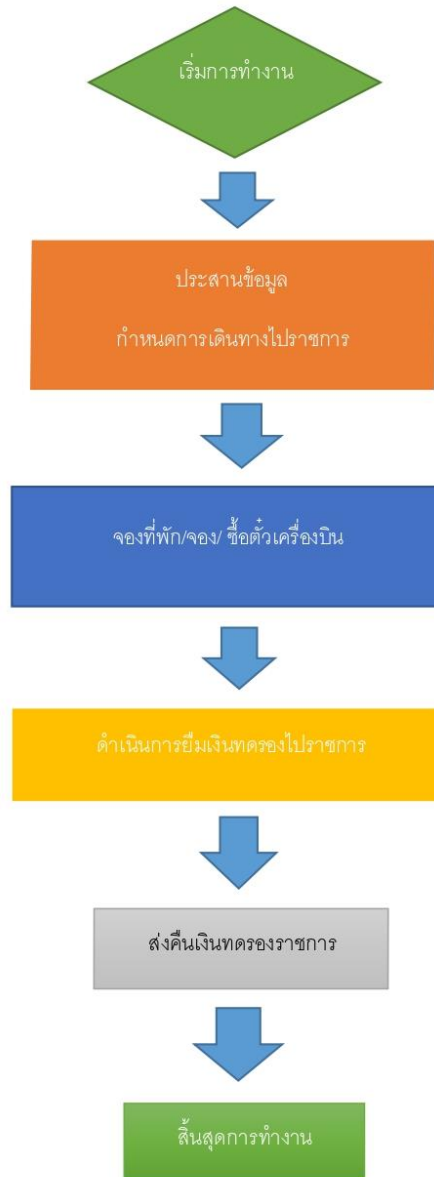 เริ่มการทำงาน
ประสานข้อมูล
กำหนดการเดินทางไปราชการ
จองที่พัก/จอง/ ซื้อตั๋วเครื่องบิน
ดำเนินการยืมเงินทดรองไปราชการ
ส่งคืนเงินทดรองราชการ
สิ้นสุดการทำงาน